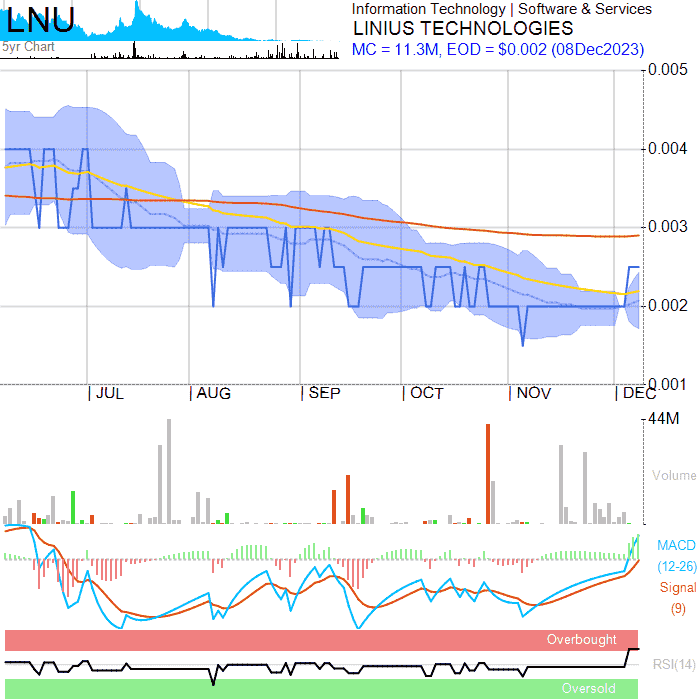 LNU
5yr Chart
Information Technology | Software & Services
LINIUS TECHNOLOGIES
MC = 11.3M, EOD = $0.002 (08Dec2023)
0.005
0.004
0.003
0.002
0.001
JUL AUG SEP OCT NOV DEC
44M
Volume
MACD
(12-26)
Signal
(9)
Overbought
RSI(14)
Oversold